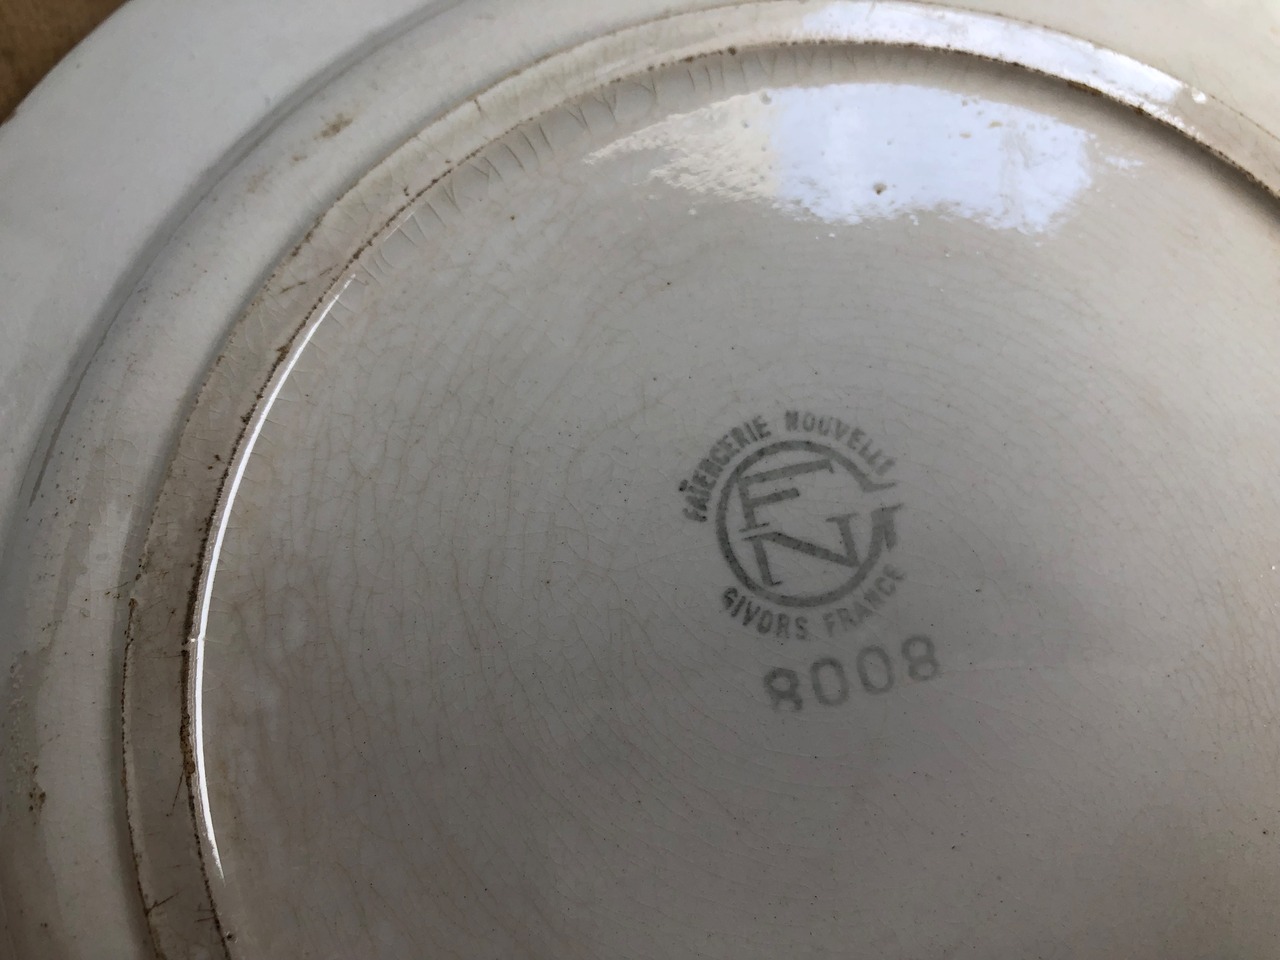 FAÏENCERIE NOUVELLE
FN
GIVORS FRANCE
8008